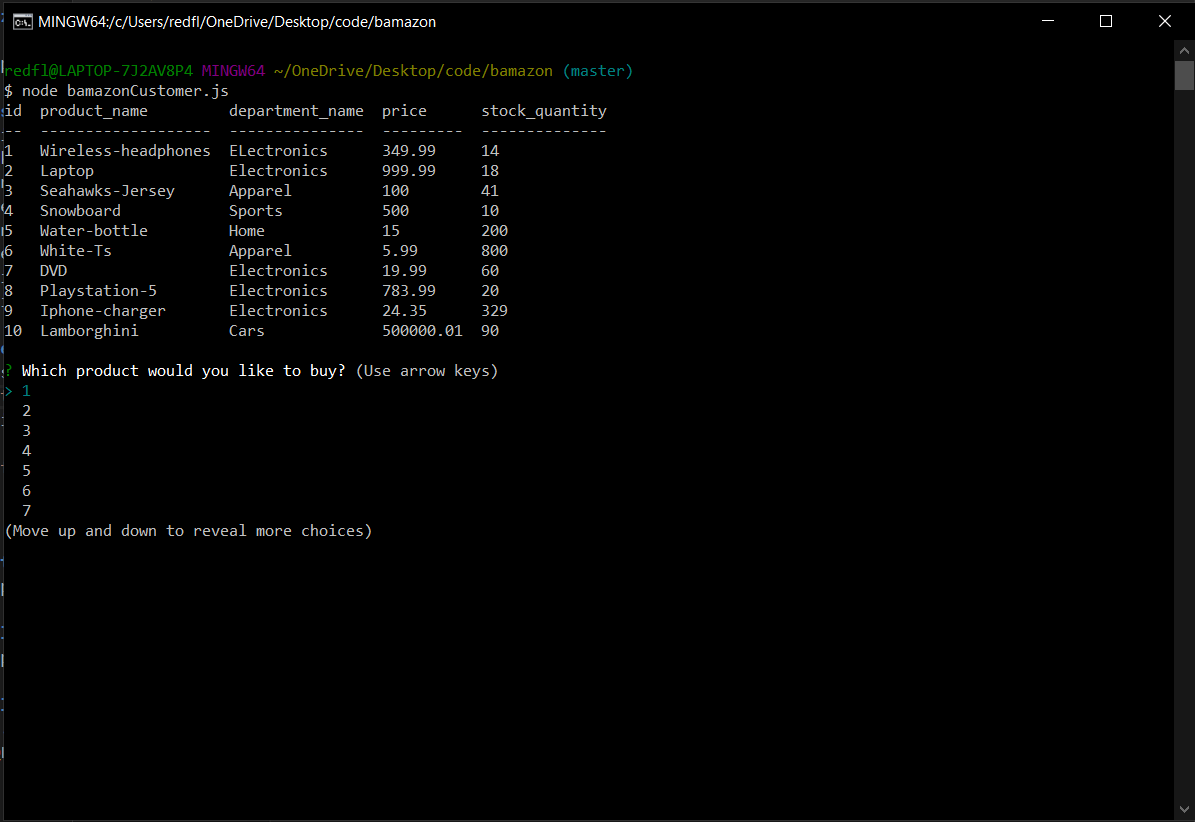 MINGW64:/c/Users/redfl/OneDrive/Desktop/code/bamazon
redfl@LAPTOP-7J2AV8P4 MINGW64 ~/OneDrive/Desktop/code/bamazon (master)
$ node bamazonCustomer.js
id  product_name         department_name  price      stock_quantity
--  -------------------  ---------------  ---------  --------------
1   Wireless-headphones  ELectronics      349.99     14
2   Laptop               Electronics      999.99     18
3   Seahawks-Jersey      Apparel          100        41
4   Snowboard            Sports           500        10
5   Water-bottle         Home             15         200
6   White-Ts             Apparel          5.99       800
7   DVD                  Electronics      19.99      60
8   Playstation-5        Electronics      783.99     20
9   Iphone-charger       Electronics      24.35      329
10  Lamborghini          Cars             500000.01  90
? Which product would you like to buy? (Use arrow keys)
> 1
  2
  3
  4
  5
  6
  7
(Move up and down to reveal more choices)